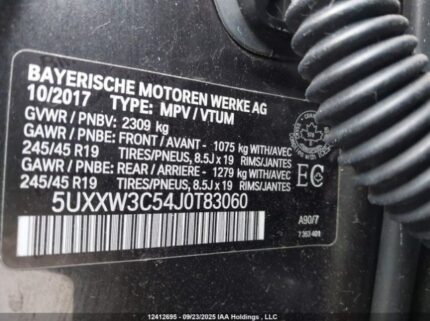 BAYERISCHE MOTOREN WERKE AG
10/2017 TYPE: MPV / VTUM
GVWR / PNBV: 2309 kg
GAWR / PNBE: FRONT / AVANT - 1075 kg WITH/AVEC
245/45 R19 TIRES/PNEUS, 8.5J x 19 RIMS/JANTES
GAWR / PNBE: REAR / ARRIERE - 1279 kg WITH/AVEC
245/45 R19 TIRES/PNEUS, 8.5J x 19 RIMS/JANTES
5UXXW3C54J0T83060
EC
A90/7
12412695 - 09/23/2025 IAA Holdings , LLC